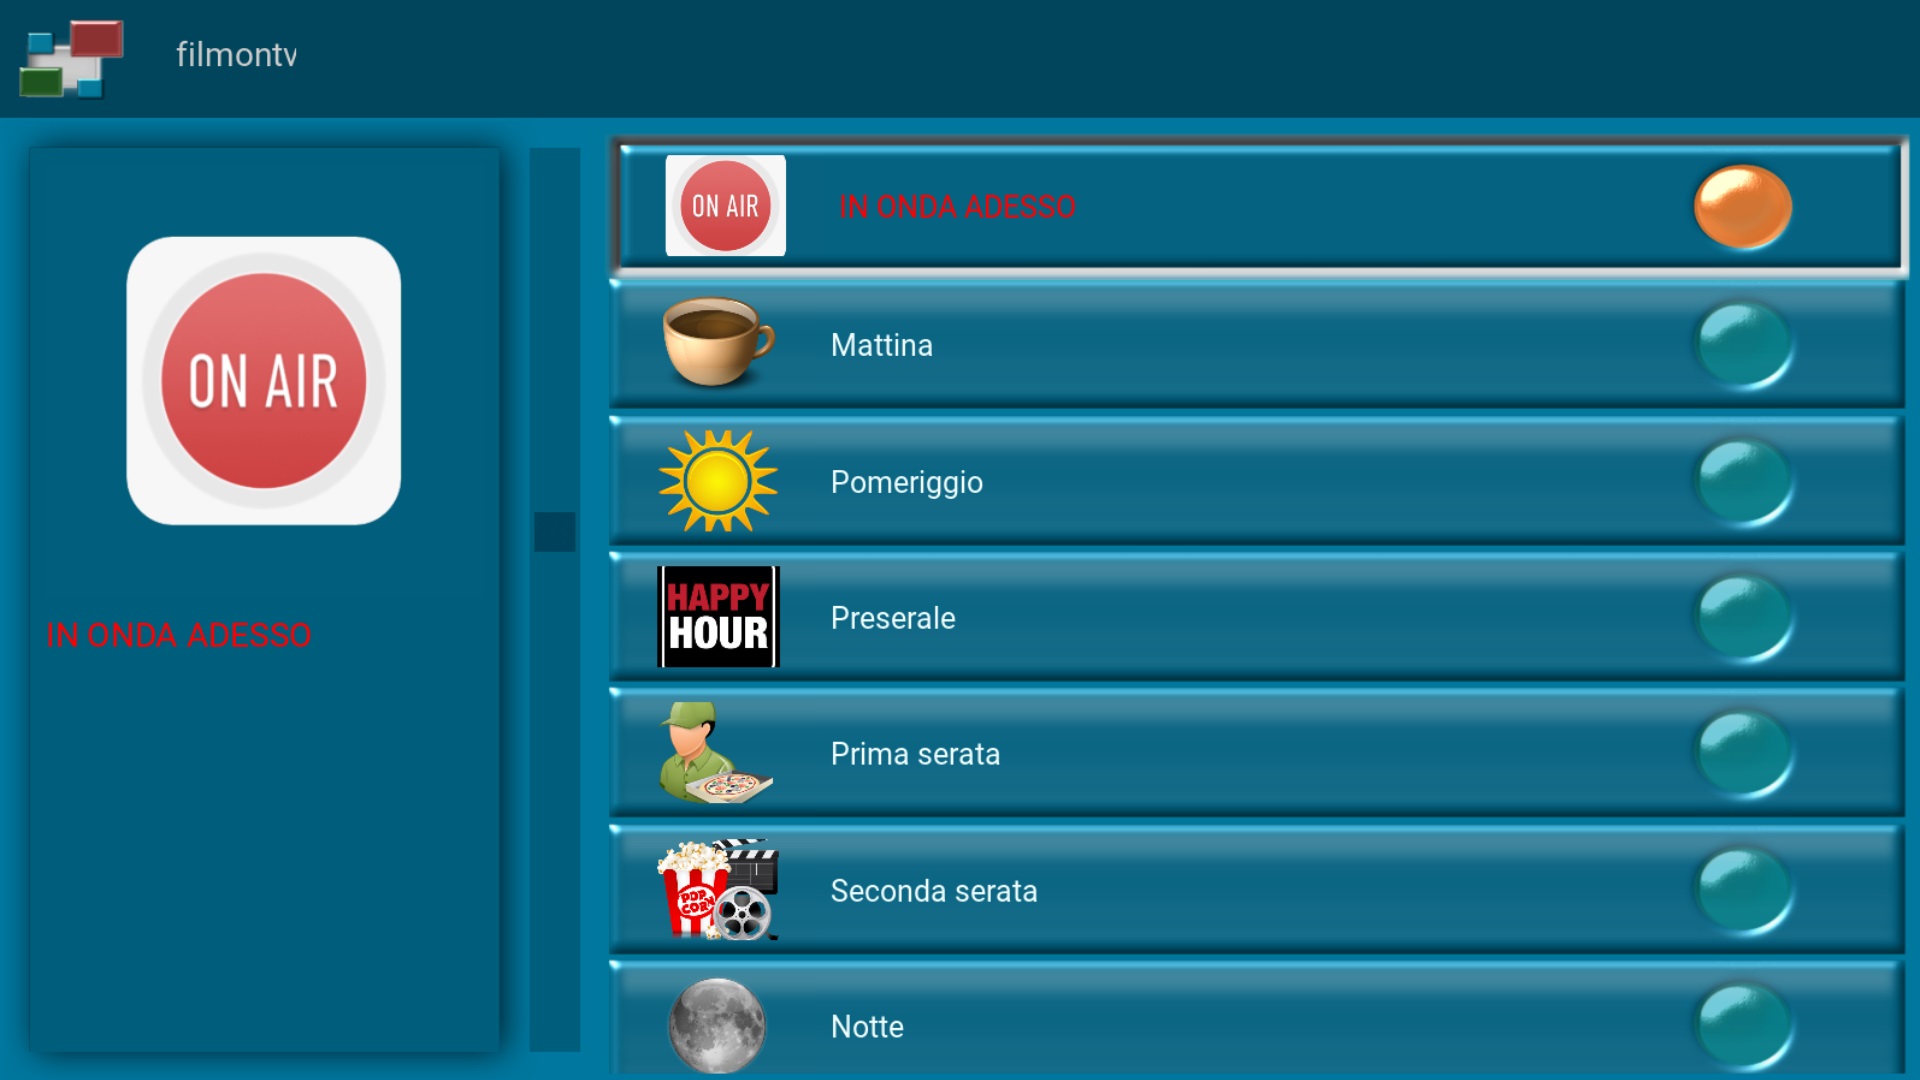 filmontv
ON AIR
IN ONDA ADESSO
ON AIR
IN ONDA ADESSO
Mattina
Pomeriggio
HAPPY
HOUR
Preserale
Prima serata
POP
CORN
Seconda serata
Notte